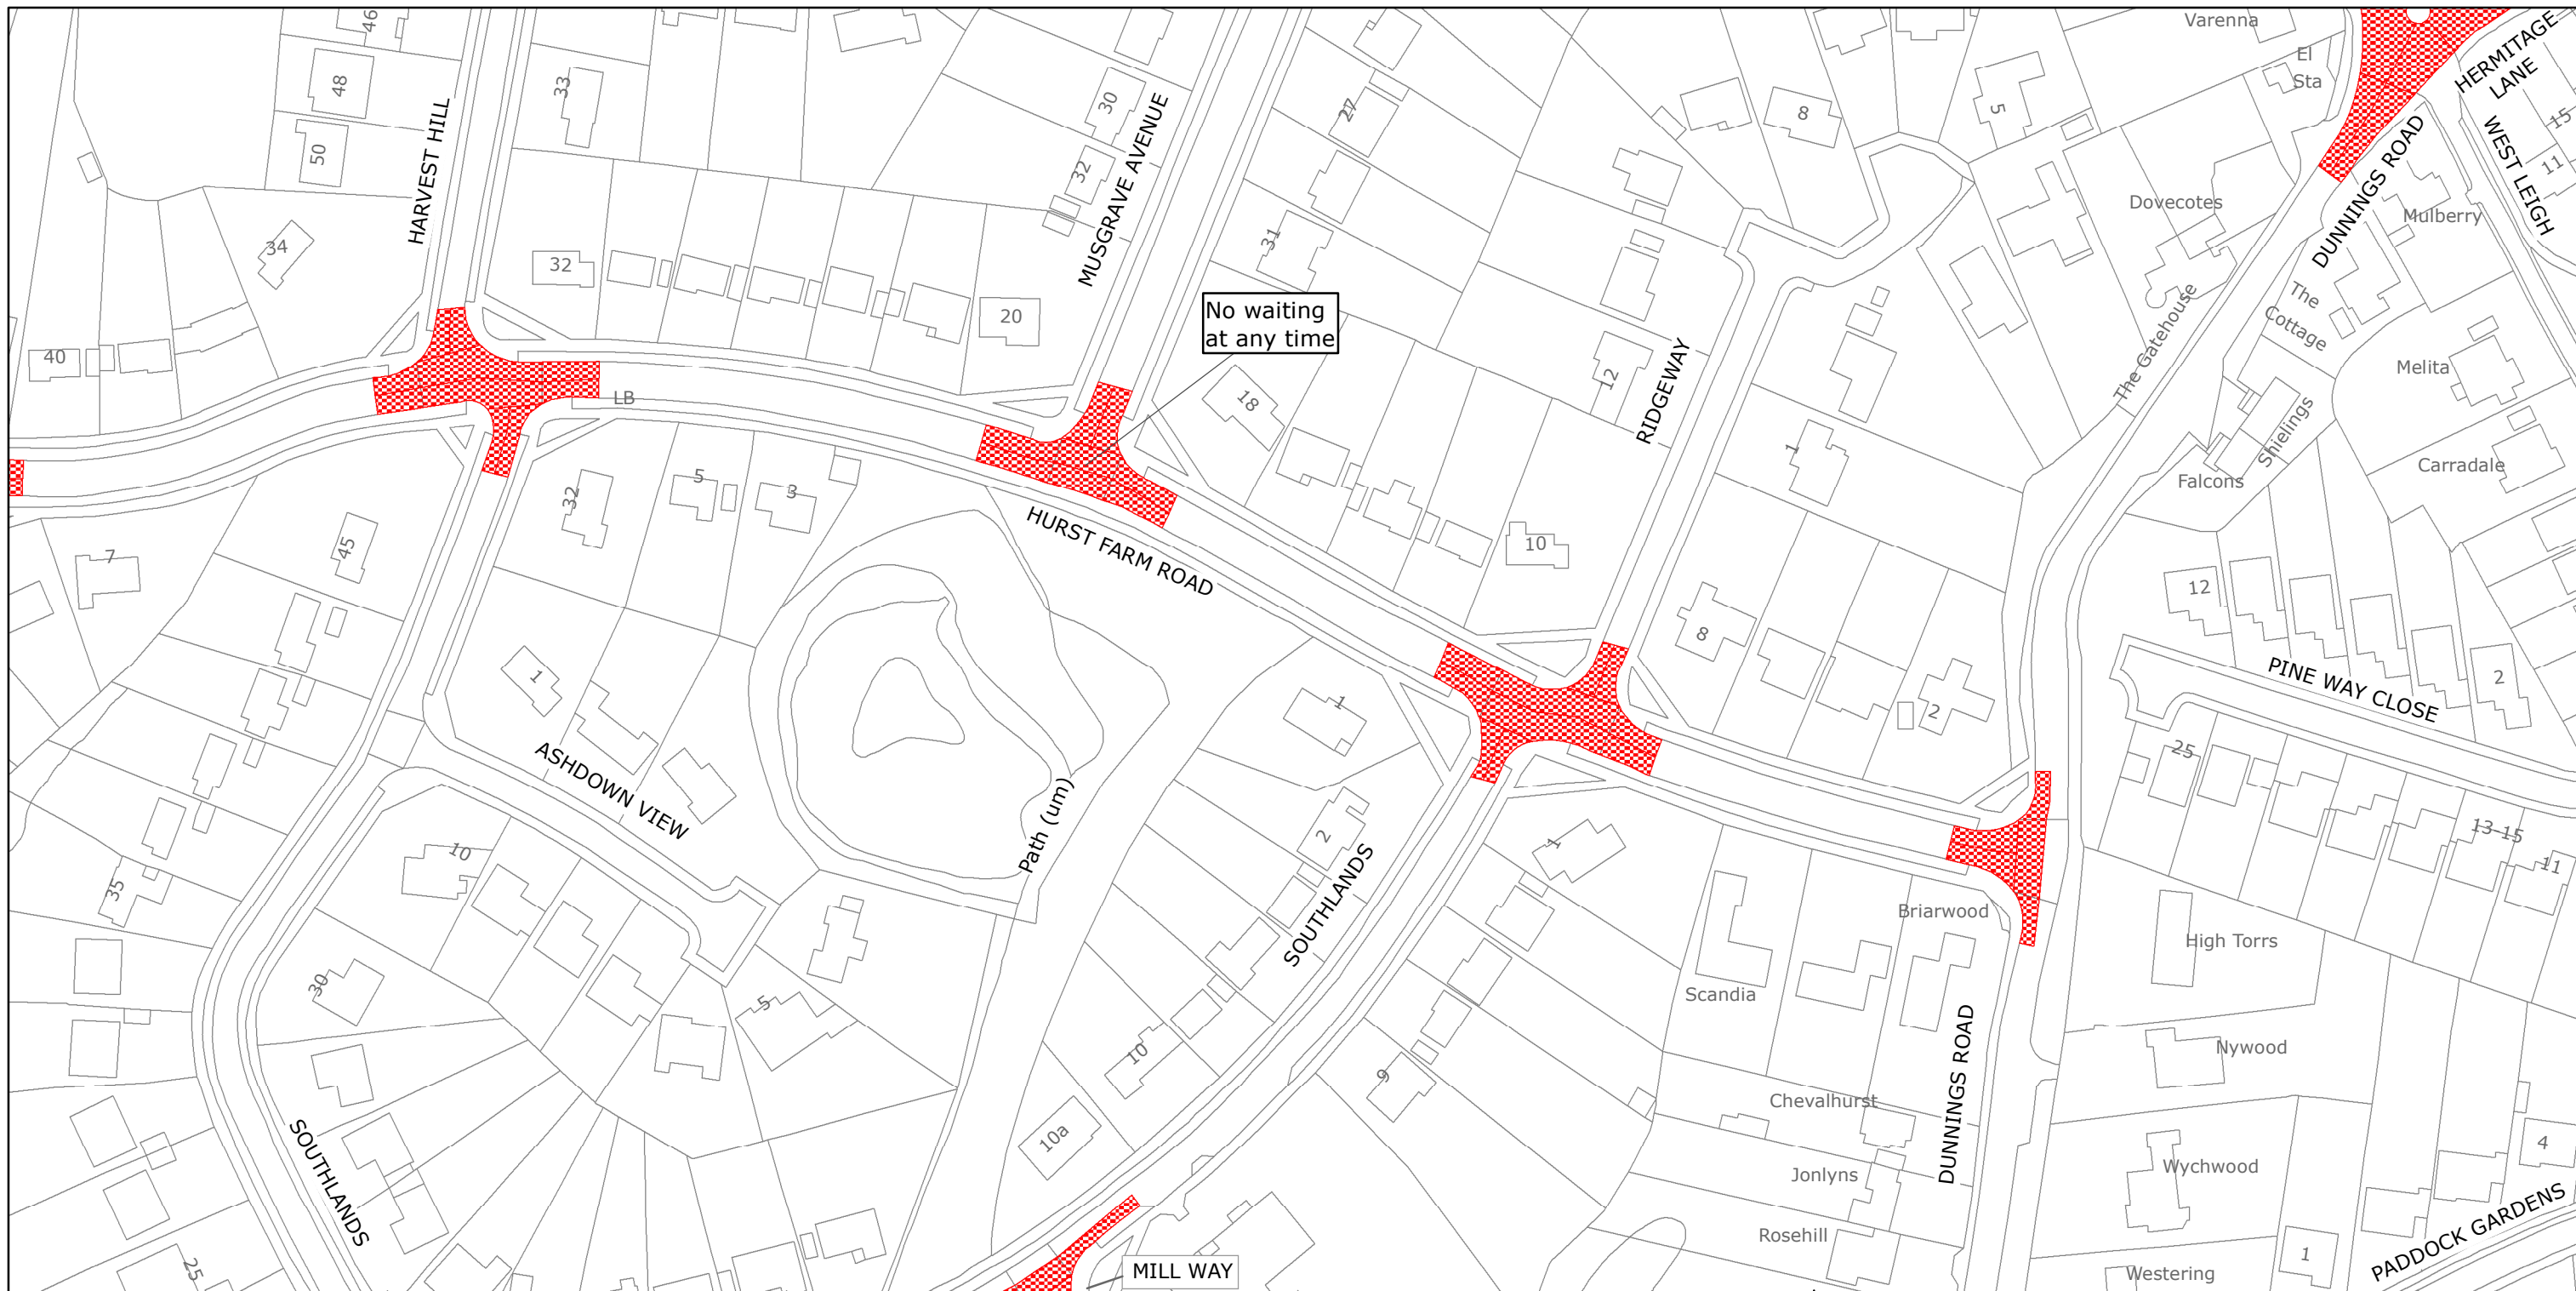 46
48
50
HARVEST HILL
33
34
32
40
LB
30
32
MUSGRAVE AVENUE
20
No waiting
at any time
27
31
18
12
RIDGEWAY
10
8
5
1
8
2
Varenna
El
Sta
HERMITAGE
LANE
15
11
WEST LEIGH
DUNNINGS ROAD
Dovecotes
Mulberry
The
Cottage
The Gatehouse
Melita
Shielings
Falcons
Carradale
12
2
PINE WAY CLOSE
25
13-15
11
7
45
32
5
3
HURST FARM ROAD
1
ASHDOWN VIEW
10
Path (um)
1
2
SOUTHLANDS
1
Briarwood
High Torrs
Scandia
35
30
5
10
9
DUNNINGS ROAD
Nywood
Chevalhurst
10a
SOUTHLANDS
Jonlyns
Wychwood
4
Rosehill
PADDOCK GARDENS
25
MILL WAY
1
Westering